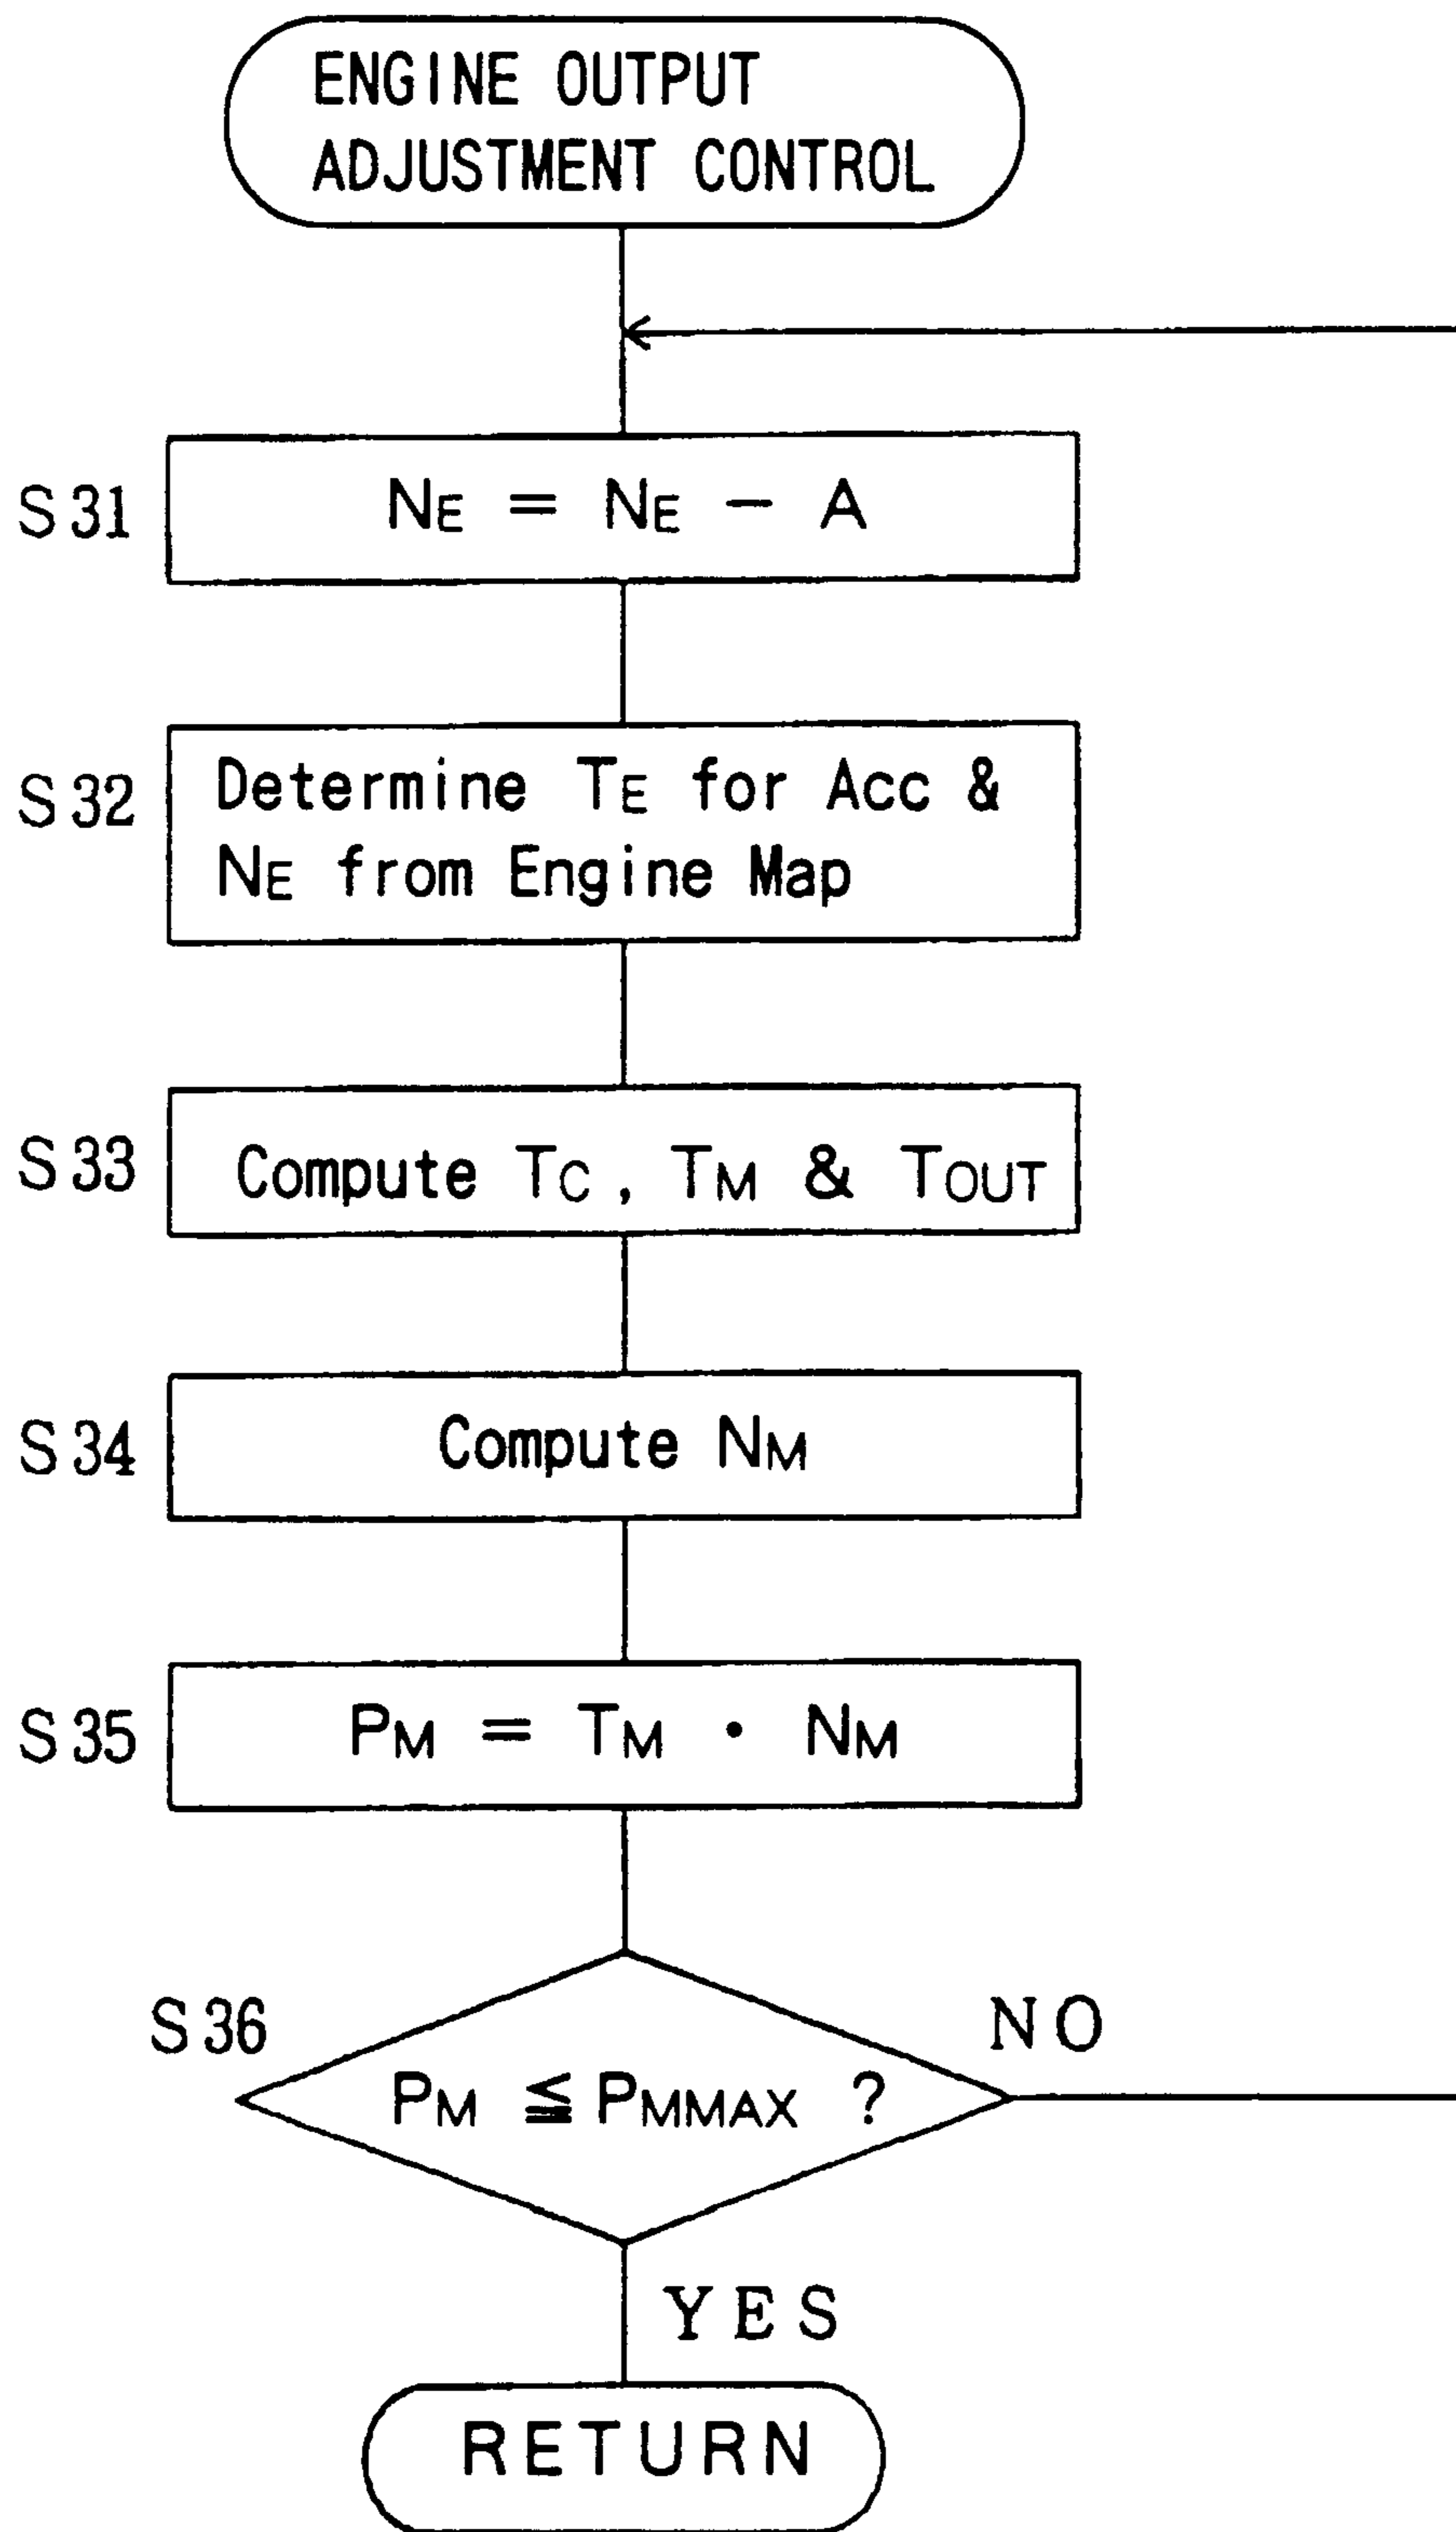 ENGINE OUTPUT
ADJUSTMENT CONTROL
S31
NE = NE - A
S32
Determine TE for Acc &
NE from Engine Map
S33
Compute TC, TM & TOUT
S34
Compute NM
S35
PM = TM • NM
S36
PM ≦ PMMAX ?
NO
YES
RETURN